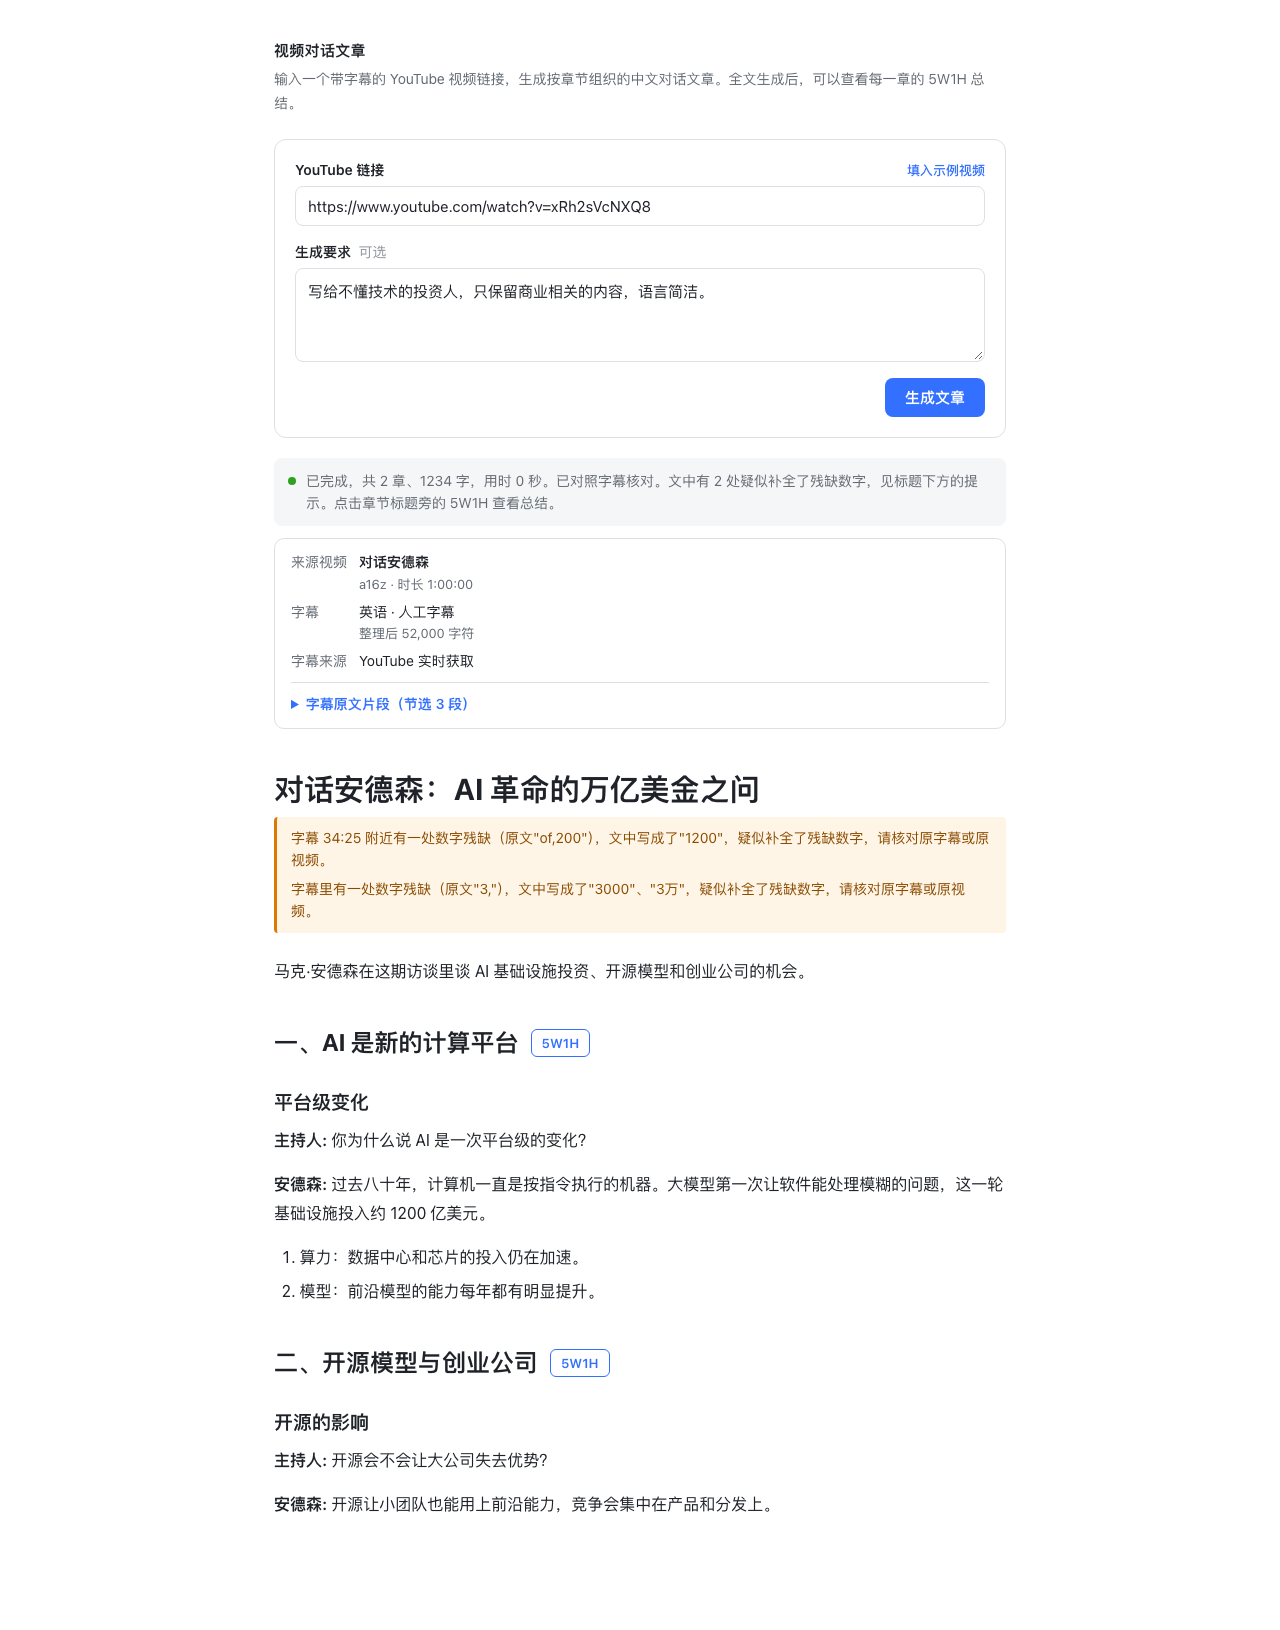 视频对话文章
输入一个带字幕的 YouTube 视频链接，生成按章节组织的中文对话文章。全文生成后，可以查看每一章的 5W1H 总
结。
YouTube 链接
填入示例视频
https://www.youtube.com/watch?v=xRh2sVcNXQ8
生成要求 可选
写给不懂技术的投资人，只保留商业相关的内容，语言简洁。
生成文章
已完成，共 2 章、1234 字，用时 0 秒。已对照字幕核对。文中有 2 处疑似补全了残缺数字，见标题下方的提
示。点击章节标题旁的 5W1H 查看总结。
来源视频 对话安德森
a16z · 时长 1:00:00
字幕 英语 · 人工字幕
整理后 52,000 字符
字幕来源 YouTube 实时获取
字幕原文片段（节选 3 段）
对话安德森：AI 革命的万亿美金之问
字幕 34:25 附近有一处数字残缺（原文"of,200"），文中写成了"1200"，疑似补全了残缺数字，请核对原字幕或原
视频。
字幕里有一处数字残缺（原文"3,"），文中写成了"3000"、"3万"，疑似补全了残缺数字，请核对原字幕或原视
频。
马克·安德森在这期访谈里谈 AI 基础设施投资、开源模型和创业公司的机会。
一、AI 是新的计算平台 5W1H
平台级变化
主持人: 你为什么说 AI 是一次平台级的变化?
安德森: 过去八十年，计算机一直是按指令执行的机器。大模型第一次让软件能处理模糊的问题，这一轮
基础设施投入约 1200 亿美元。
1. 算力：数据中心和芯片的投入仍在加速。
2. 模型：前沿模型的能力每年都有明显提升。
二、开源模型与创业公司 5W1H
开源的影响
主持人: 开源会不会让大公司失去优势?
安德森: 开源让小团队也能用上前沿能力，竞争会集中在产品和分发上。